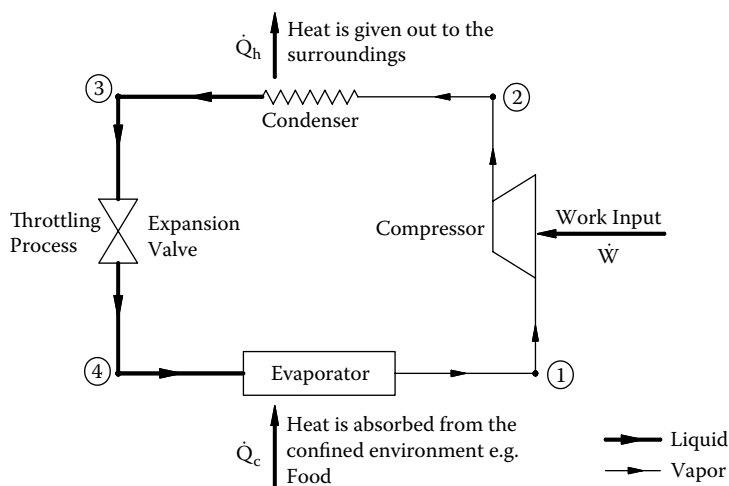 Q̇h
Heat is given out to the
surroundings
3
2
Condenser
Throttling
Process
Expansion
Valve
Compressor
Work Input
Ẇ
4
Evaporator
1
Q̇c
Heat is absorbed from the
confined environment e.g.
Food
Liquid
Vapor